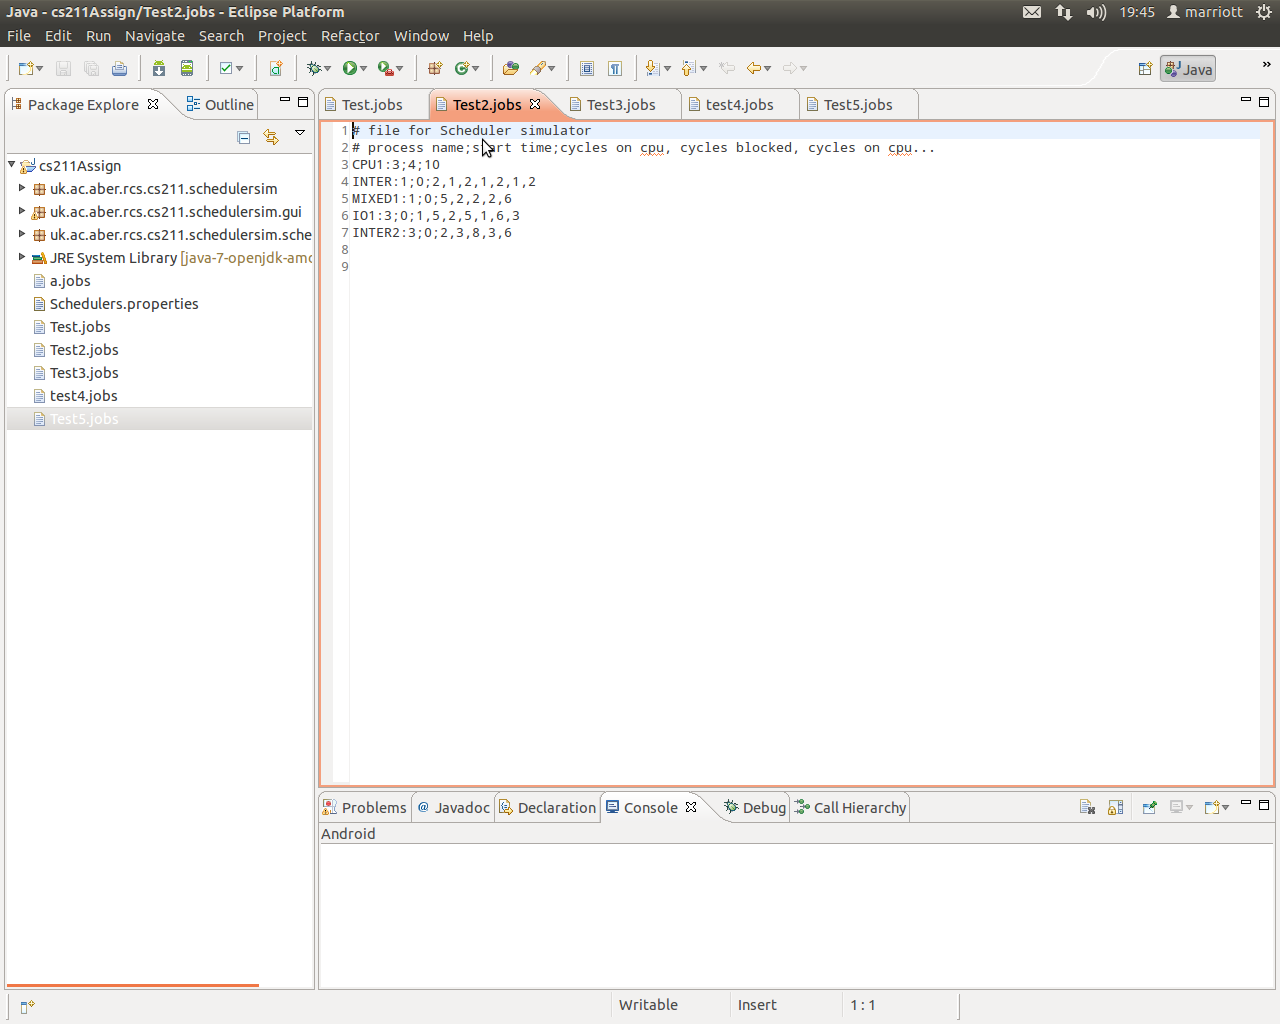 Java - cs211Assign/Test2.jobs - Eclipse Platform
19:45 marriott
File Edit Run Navigate Search Project Refactor Window Help
Java
Package Explorer
Outline
Test.jobs
Test2.jobs
Test3.jobs
test4.jobs
Test5.jobs
cs211Assign
uk.ac.aber.rcs.cs211.schedulersim
uk.ac.aber.rcs.cs211.schedulersim.gui
uk.ac.aber.rcs.cs211.schedulersim.sche
JRE System Library [java-7-openjdk-amd
a.jobs
Schedulers.properties
Test.jobs
Test2.jobs
Test3.jobs
test4.jobs
Test5.jobs
1 # file for Scheduler simulator
2 # process name;start time;cycles on cpu, cycles blocked, cycles on cpu...
3 CPU1:3;4;10
4 INTER:1;0;2,1,2,1,2,1,2
5 MIXED1:1;0;5,2,2,2,6
6 IO1:3;0;1,5,2,5,1,6,3
7 INTER2:3;0;2,3,8,3,6
8
9
Problems
Javadoc
Declaration
Console
Debug
Call Hierarchy
Android
Writable
Insert
1 : 1